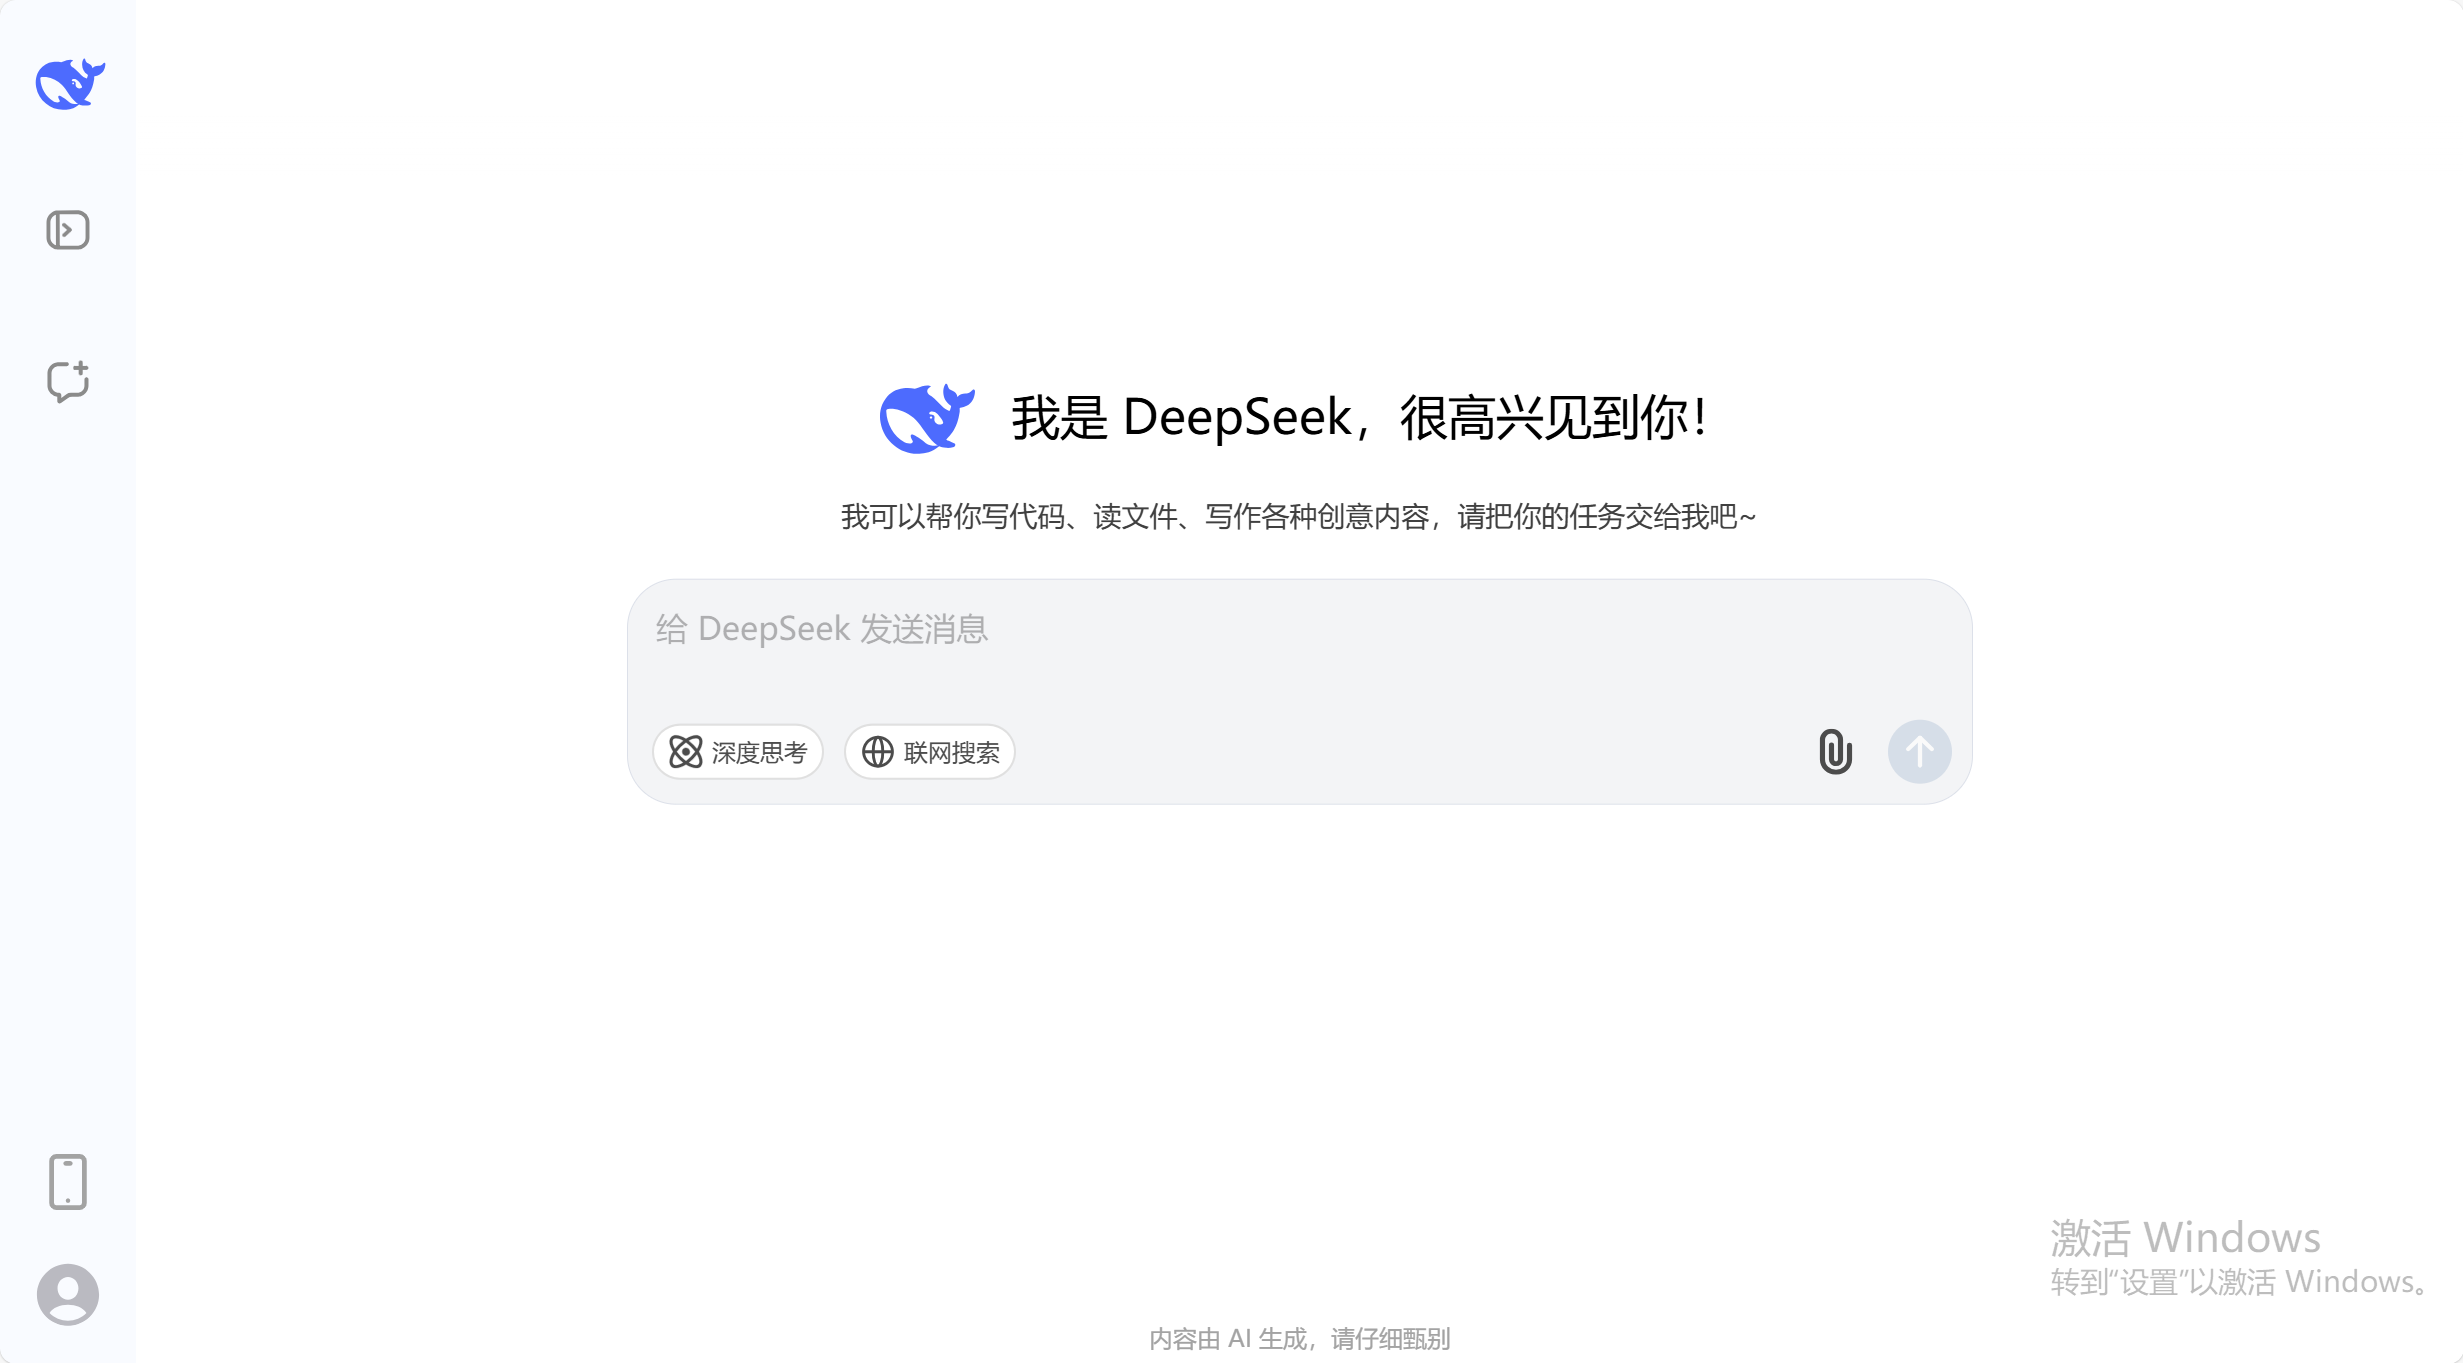 我是 DeepSeek，很高兴见到你！
我可以帮你写代码、读文件、写作各种创意内容，请把你的任务交给我吧~
给 DeepSeek 发送消息
深度思考
联网搜索
激活 Windows
转到“设置”以激活 Windows。
内容由 AI 生成，请仔细甄别